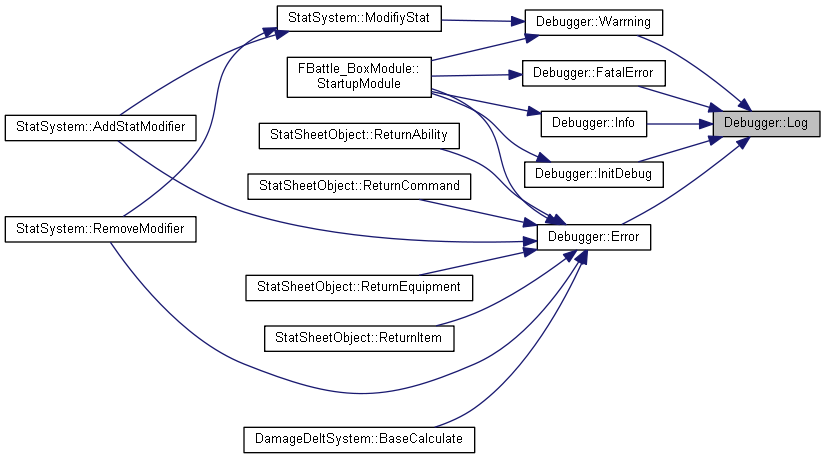 StatSystem::ModifiyStat
Debugger::Warrning
FBattle_BoxModule::
StartupModule
Debugger::FatalError
StatSystem::AddStatModifier
StatSheetObject::ReturnAbility
Debugger::Info
Debugger::Log
Debugger::InitDebug
StatSheetObject::ReturnCommand
StatSystem::RemoveModifier
Debugger::Error
StatSheetObject::ReturnEquipment
StatSheetObject::ReturnItem
DamageDeltSystem::BaseCalculate